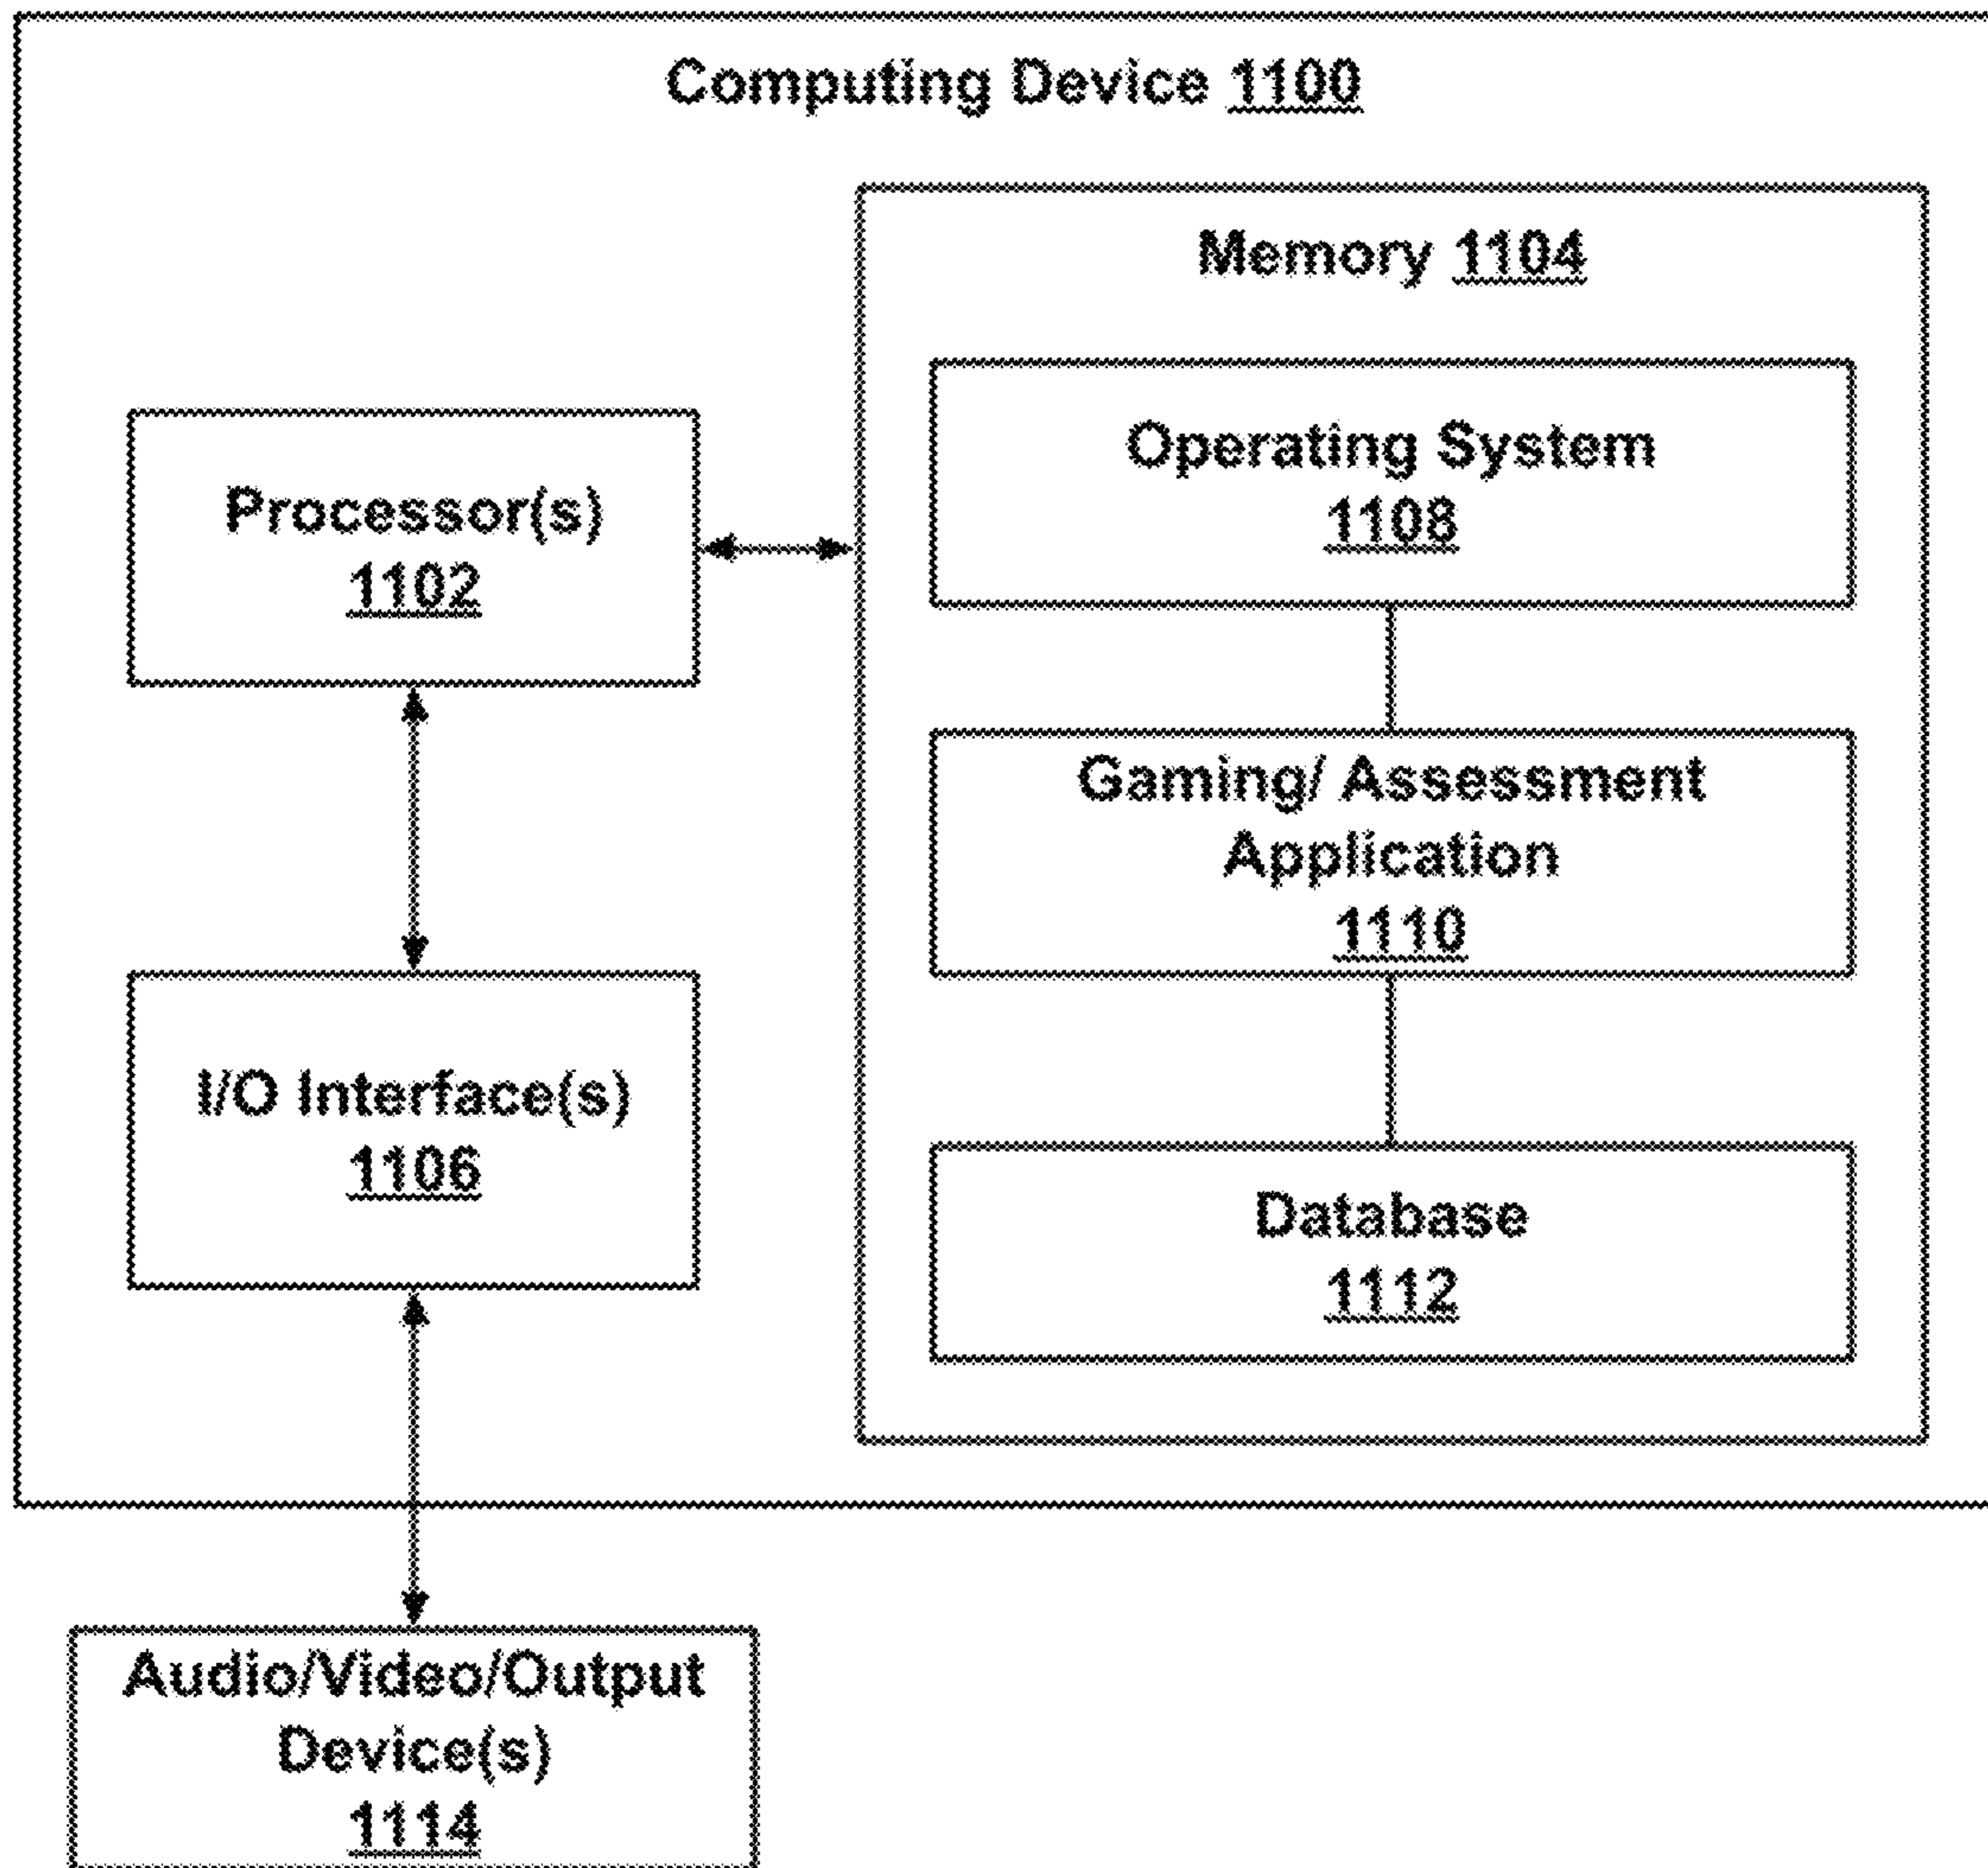 Computing Device 1100
Memory 1104
Operating System
1108
Processor(s)
1102
Gaming/ Assessment
Application
1110
I/O Interface(s)
1106
Database
1112
Audio/Video/Output
Device(s)
1114